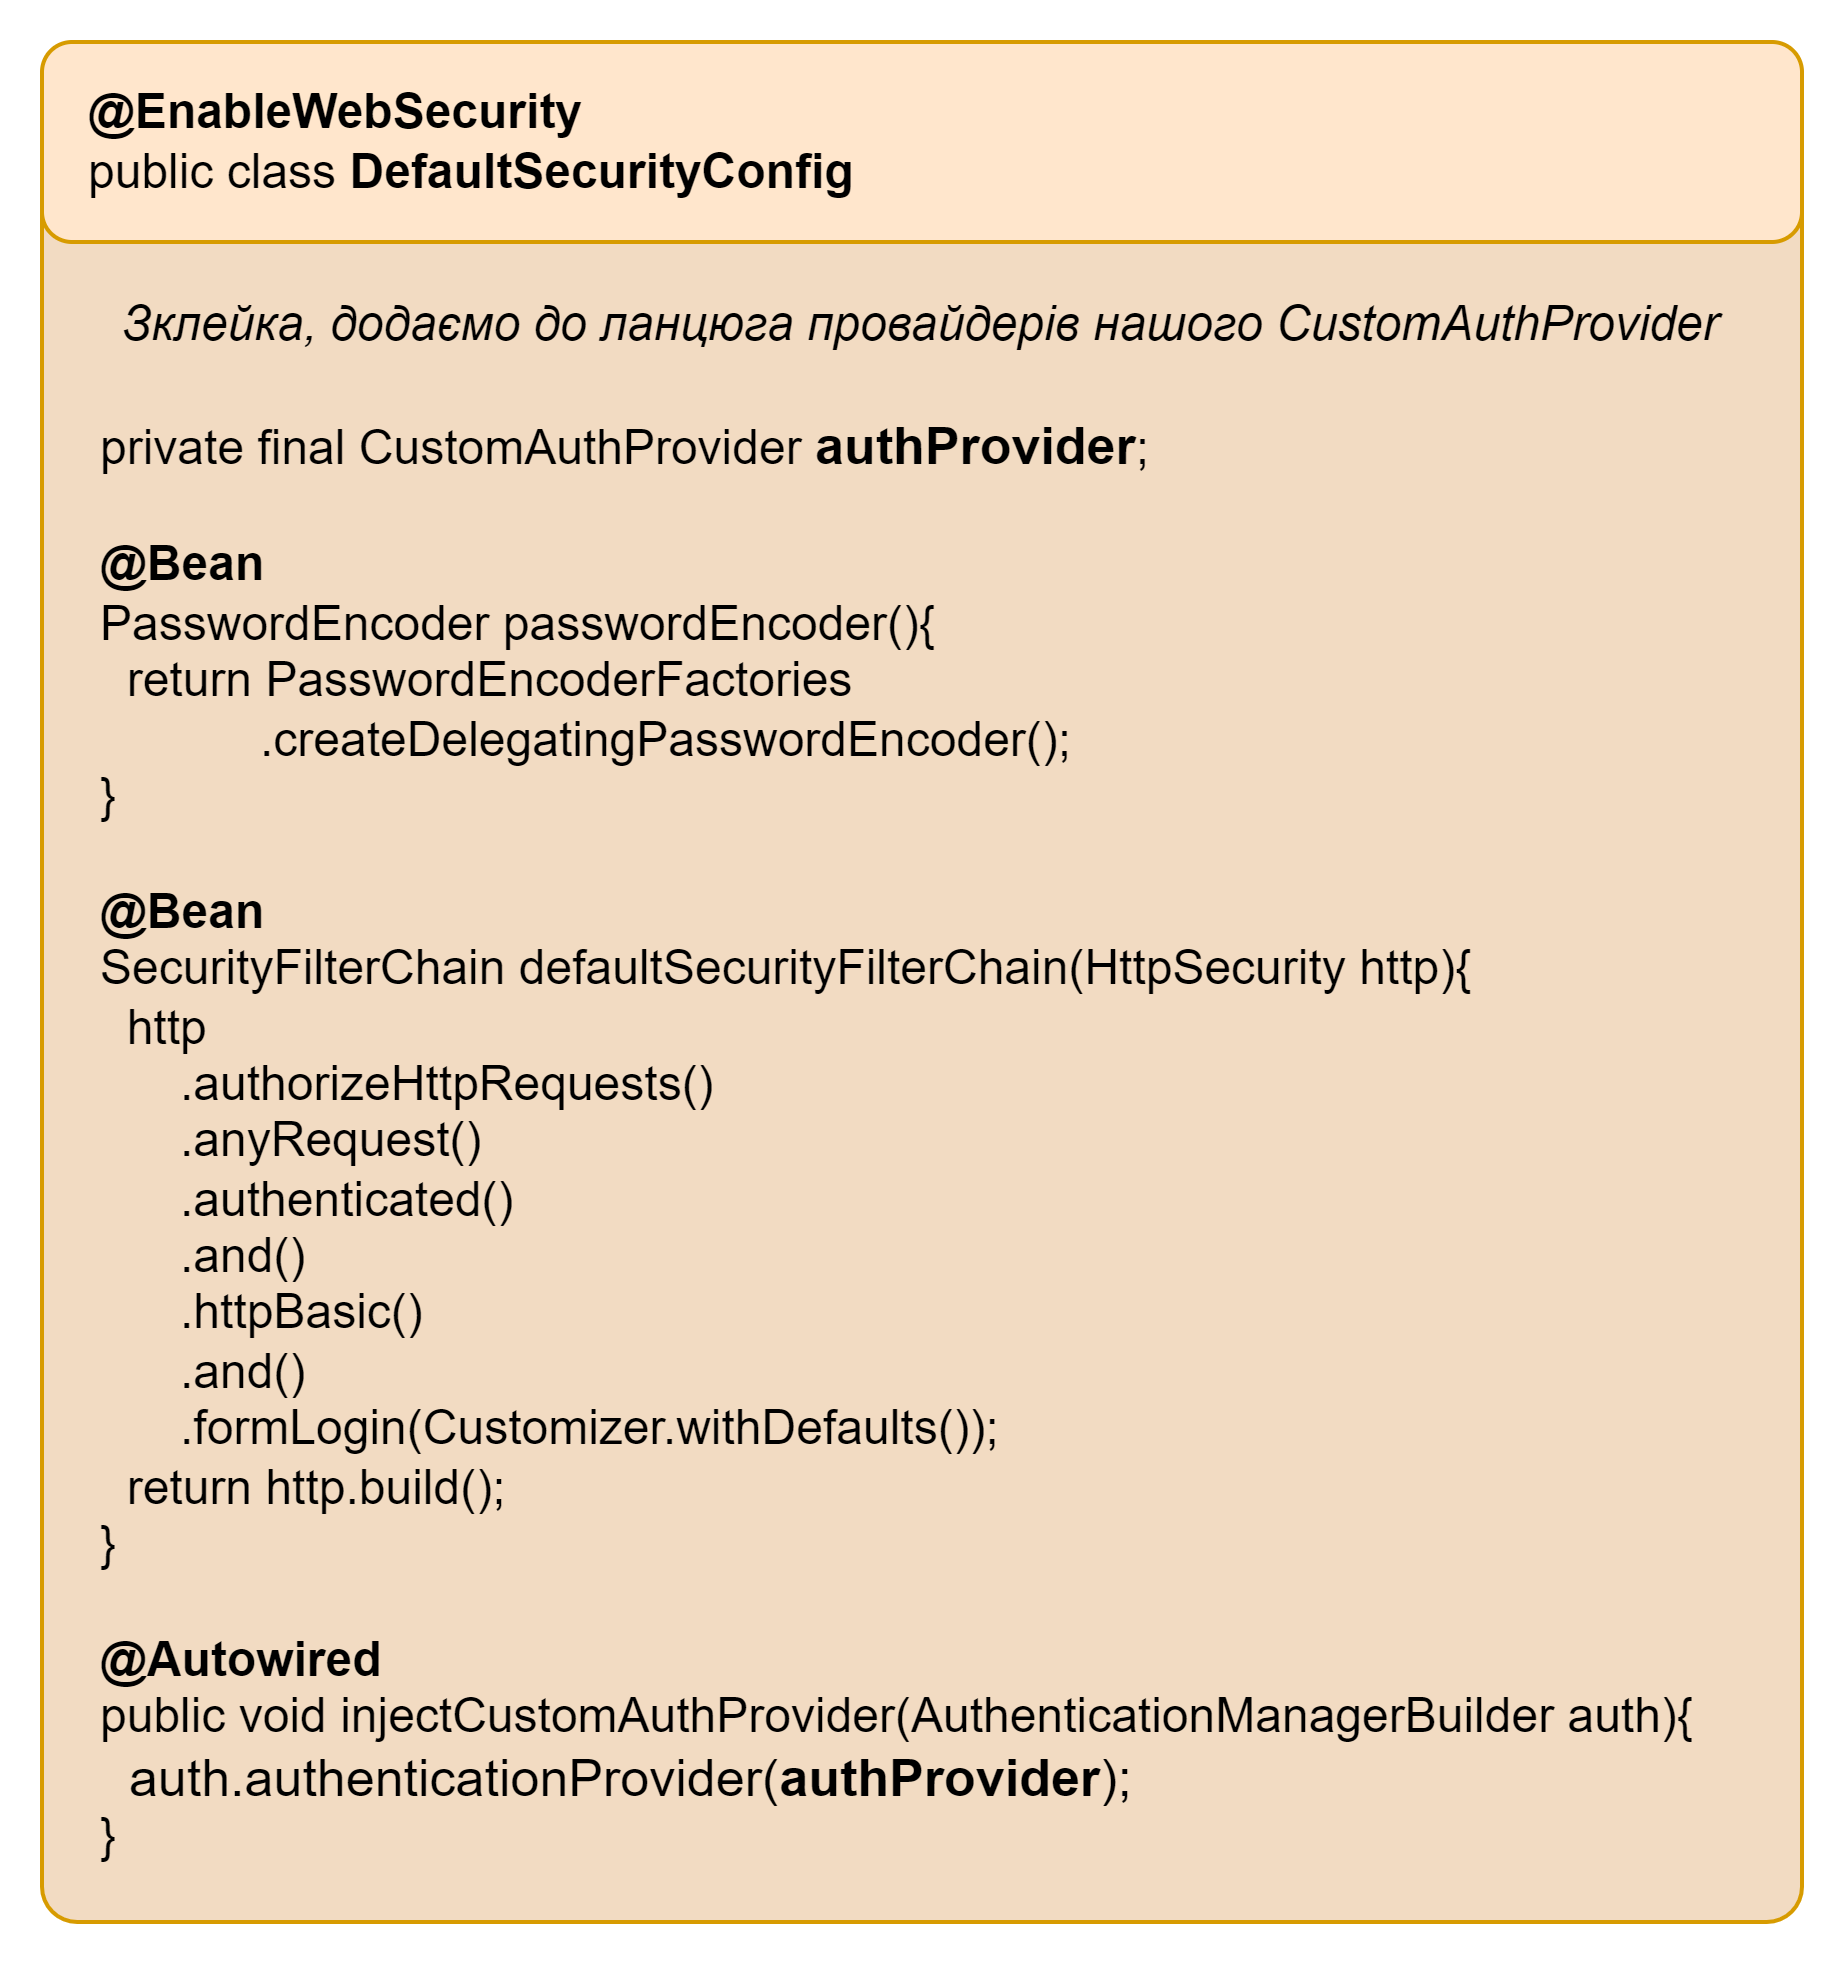 @EnableWebSecurity
public class DefaultSecurityConfig
Зклейка, додаємо до ланцюга провайдерів нашого CustomAuthProvider
private final CustomAuthProvider authProvider;
@Bean
PasswordEncoder passwordEncoder(){
return PasswordEncoderFactories
.createDelegatingPasswordEncoder();
}
@Bean
SecurityFilterChain defaultSecurityFilterChain(HttpSecurity http){
http
.authorizeHttpRequests()
.anyRequest()
.authenticated()
.and()
.httpBasic()
.and()
.formLogin(Customizer.withDefaults());
return http.build();
}
@Autowired
public void injectCustomAuthProvider(AuthenticationManagerBuilder auth){
auth.authenticationProvider(authProvider);
}